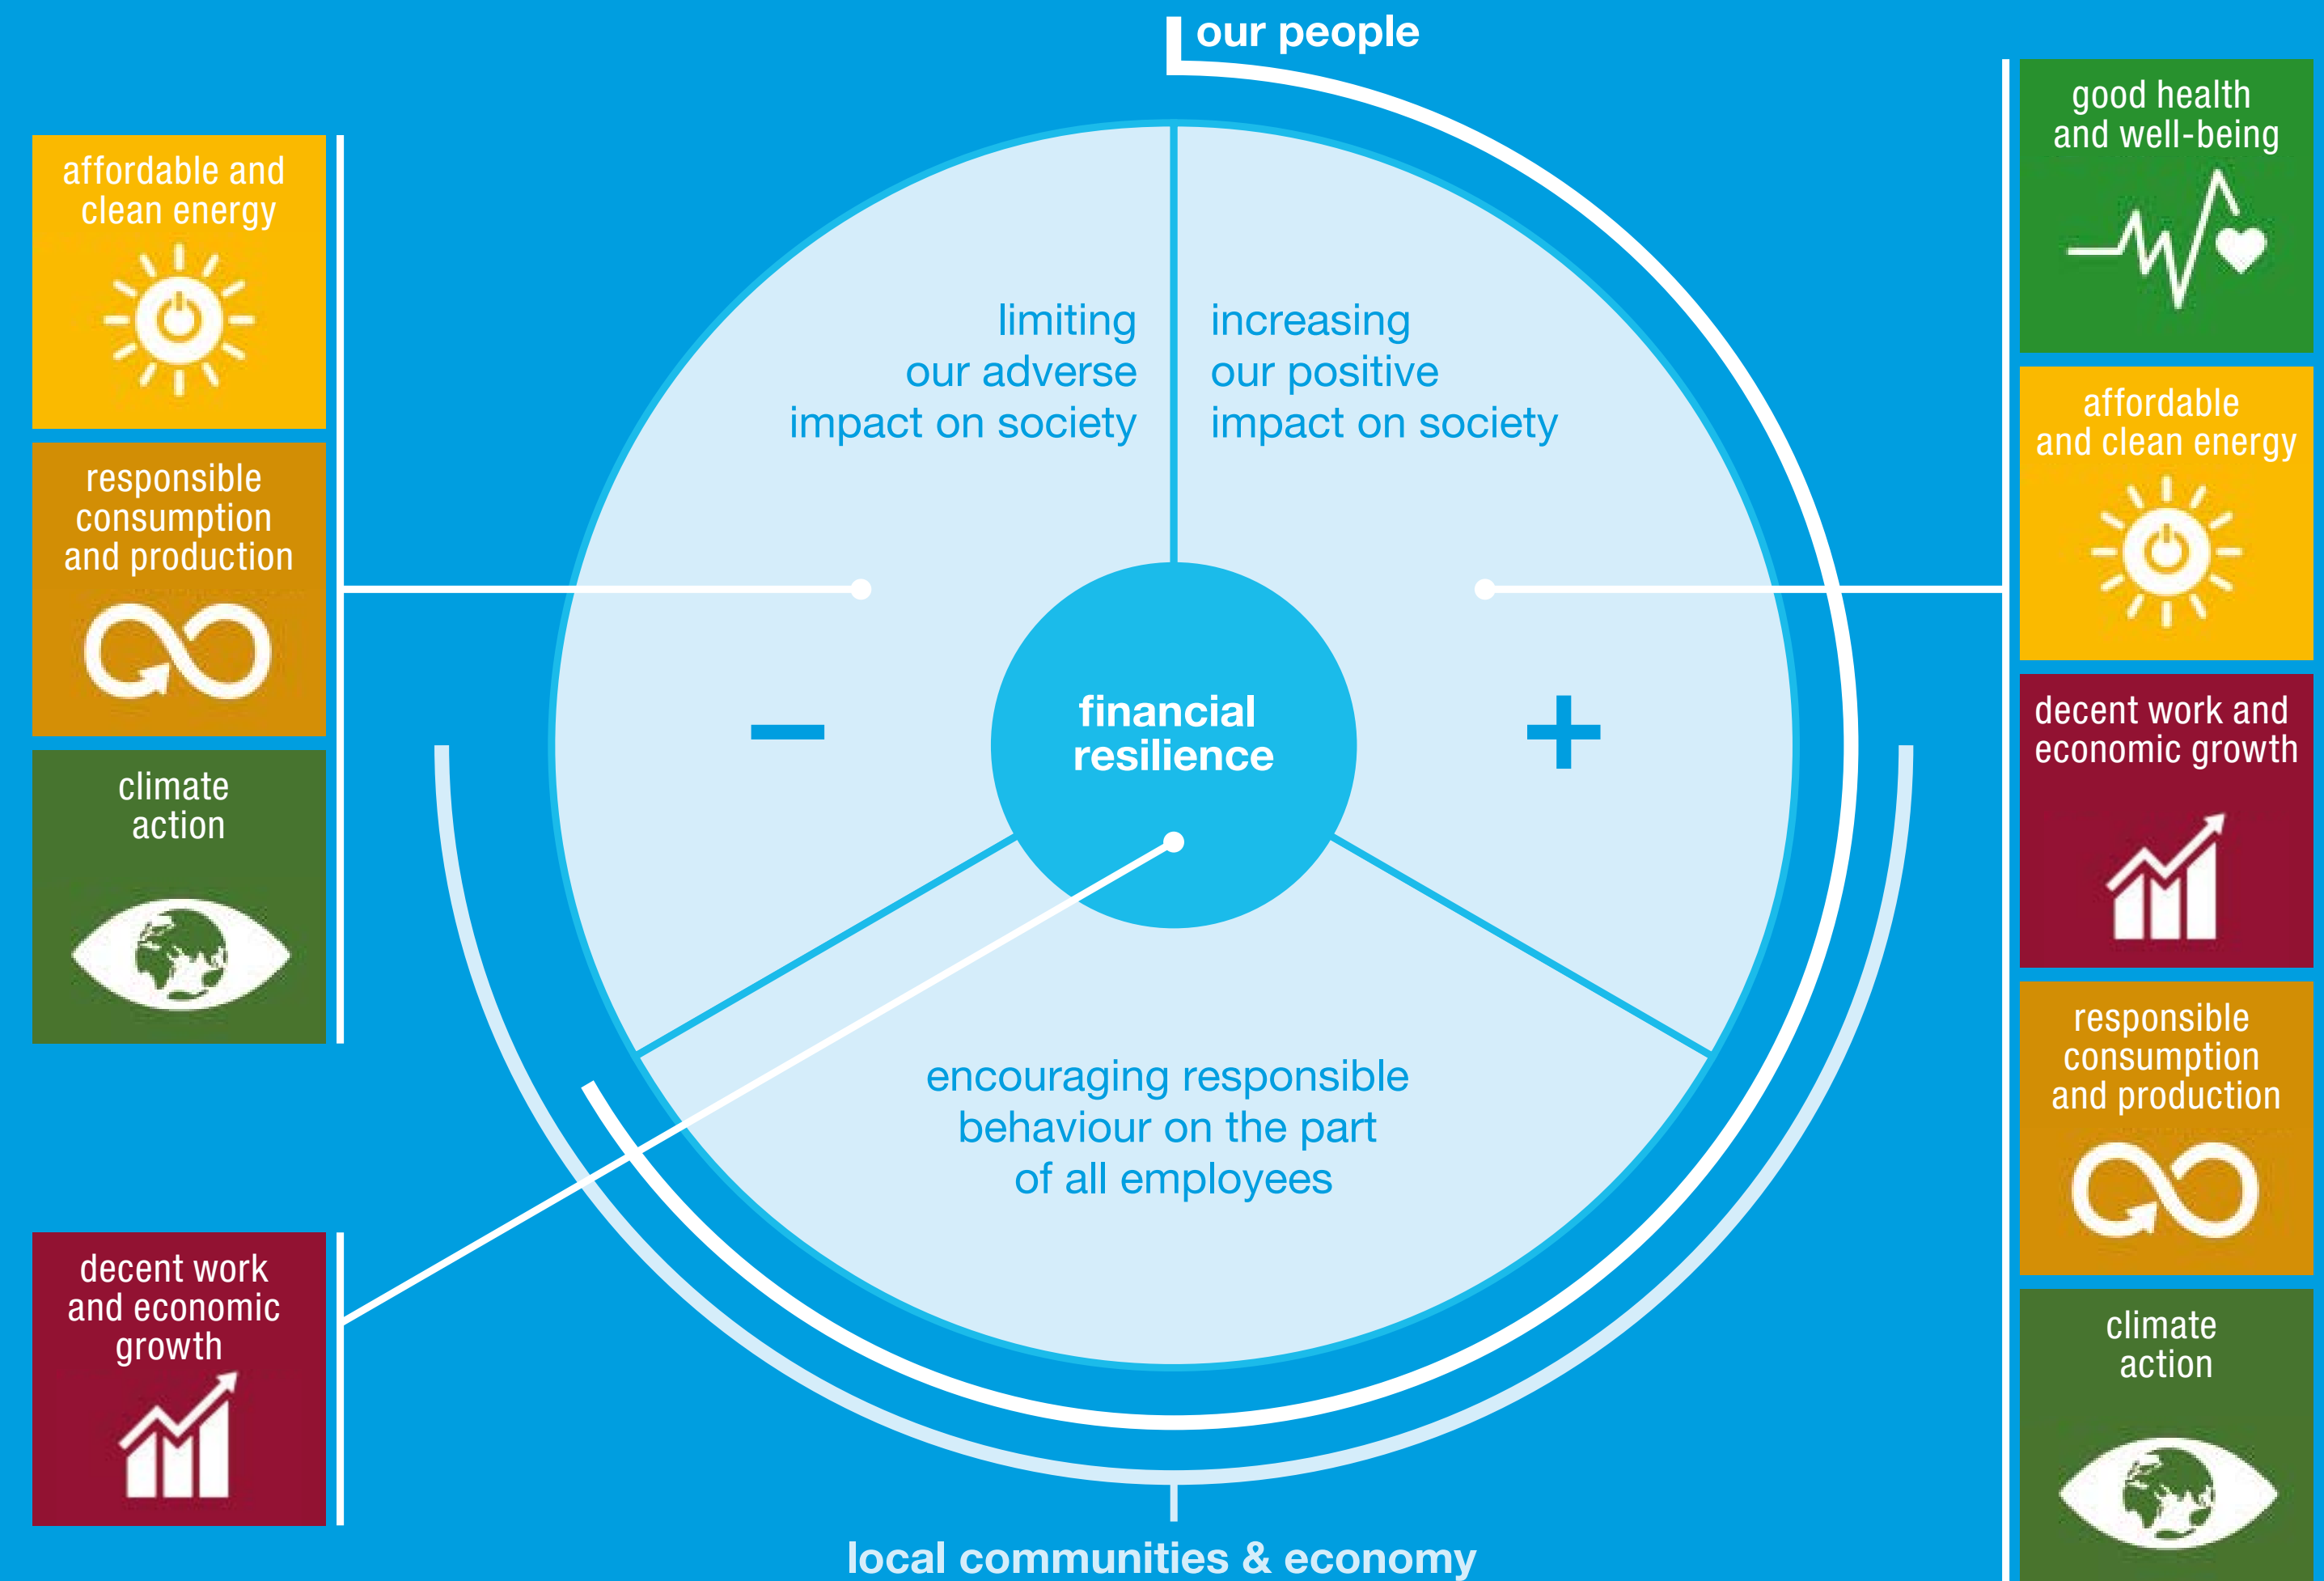 our people
affordable and
clean energy
responsible
consumption
and production
climate
action
decent work
and economic
growth
limiting
our adverse
impact on society
increasing
our positive
impact on society
−
+
financial
resilience
encouraging responsible
behaviour on the part
of all employees
local communities & economy
good health
and well-being
affordable
and clean energy
decent work and
economic growth
responsible
consumption
and production
climate
action